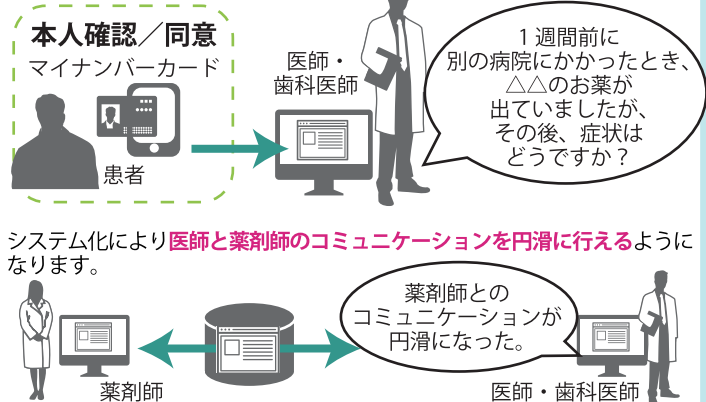 本人確認／同意
マイナンバーカード
患者
医師・
歯科医師
１週間前に
別の病院にかかったとき、
△△のお薬が
出ていましたが、
その後、症状は
どうですか？
システム化により医師と薬剤師のコミュニケーションを円滑に行えるように
なります。
薬剤師
薬剤師との
コミュニケーションが
円滑になった。
医師・歯科医師